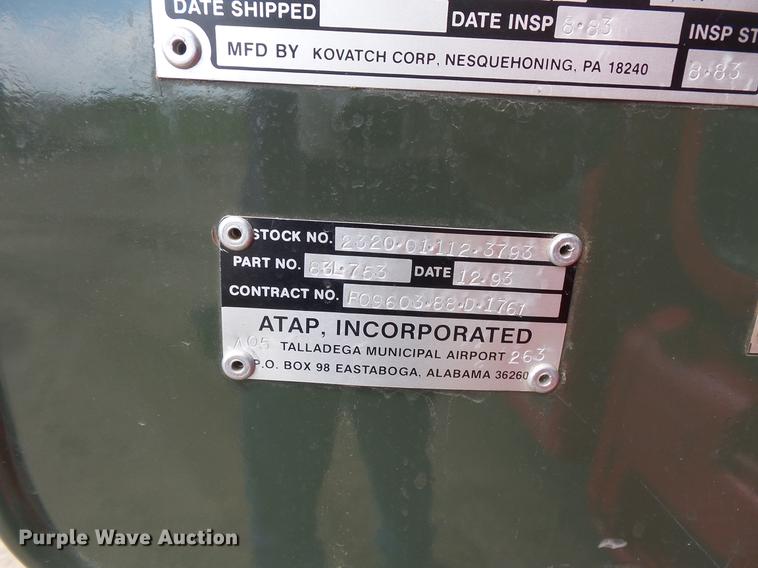 DATE SHIPPED DATE INSP 8·83 INSP ST
MFD BY KOVATCH CORP, NESQUEHONING, PA 18240 8·83
STOCK NO. 2320·01·112·3793
PART NO. 83L·753 DATE 12·93
CONTRACT NO. F09603·88·D·1761
ATAP, INCORPORATED
A05 TALLADEGA MUNICIPAL AIRPORT 263
P.O. BOX 98 EASTABOGA, ALABAMA 36260
Purple Wave Auction